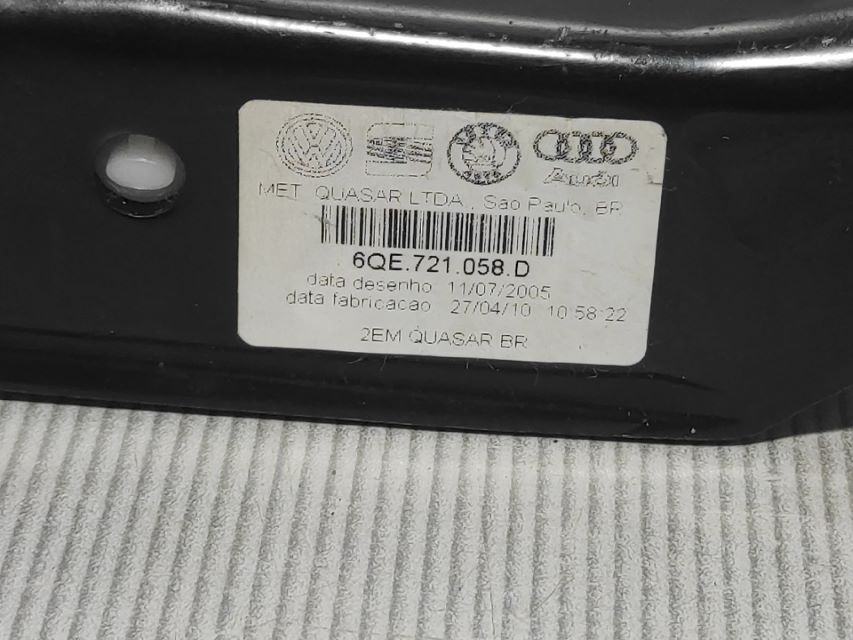 Audi
MET. QUASAR LTDA., Sao Paulo, BR
6QE.721.058.D
data desenho 11/07/2005
data fabricacao 27/04/10 10:58:22
2EM QUASAR BR